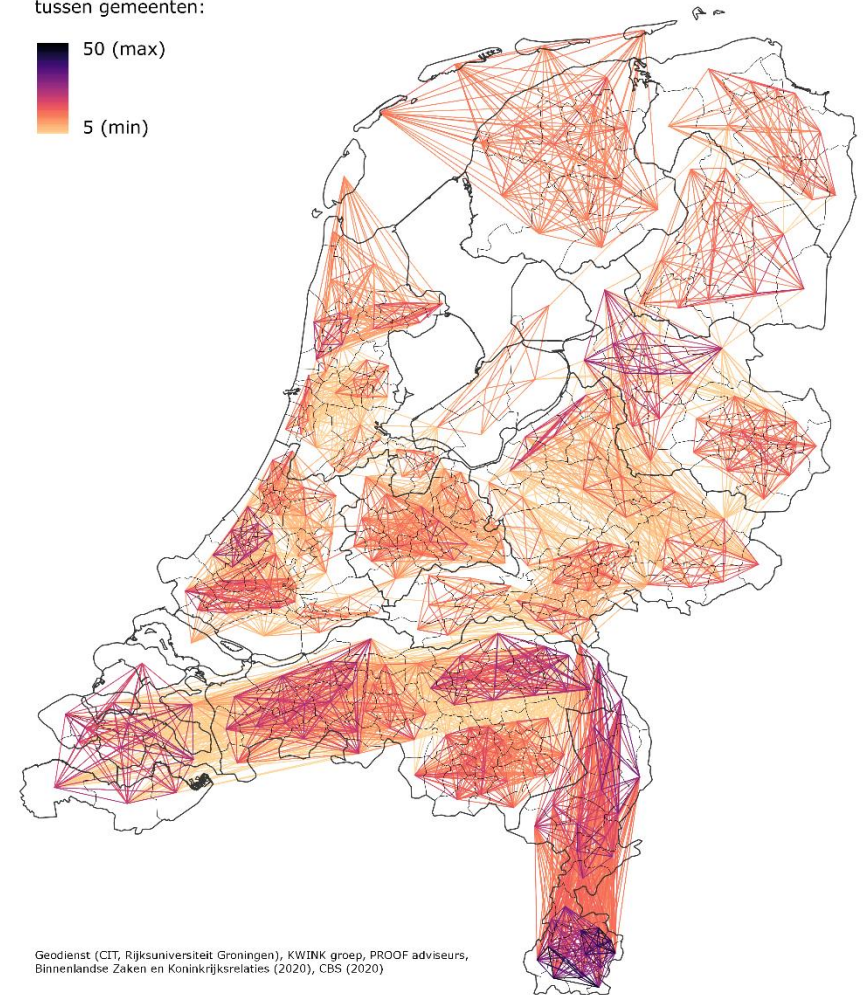 tussen gemeenten:
50 (max)
5 (min)
Geodienst (CIT, Rijksuniversiteit Groningen), KWINK groep, PROOF adviseurs,
Binnenlandse Zaken en Koninkrijksrelaties (2020), CBS (2020)